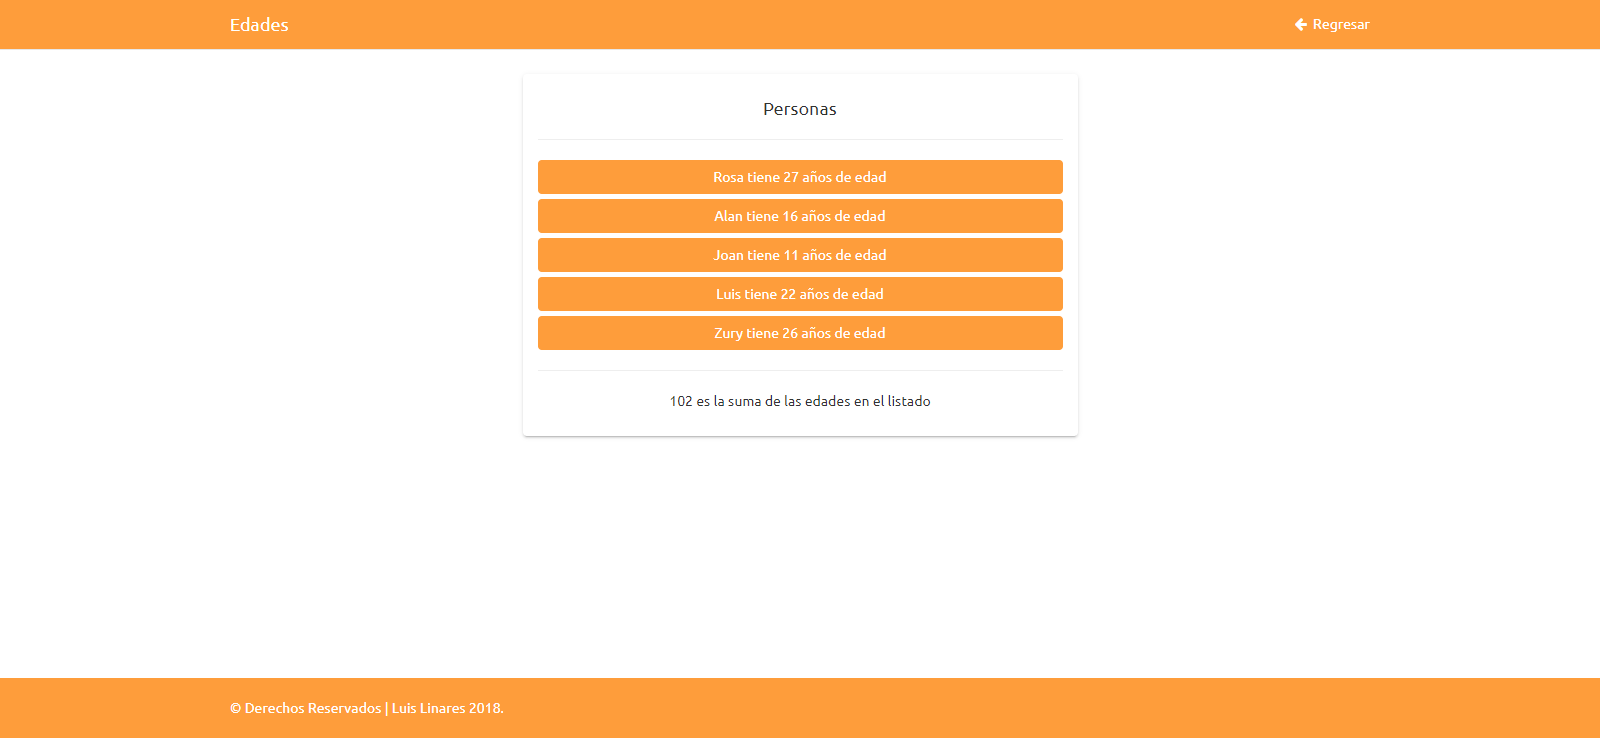 Edades
Regresar
Personas
Rosa tiene 27 años de edad
Alan tiene 16 años de edad
Joan tiene 11 años de edad
Luis tiene 22 años de edad
Zury tiene 26 años de edad
102 es la suma de las edades en el listado
© Derechos Reservados | Luis Linares 2018.